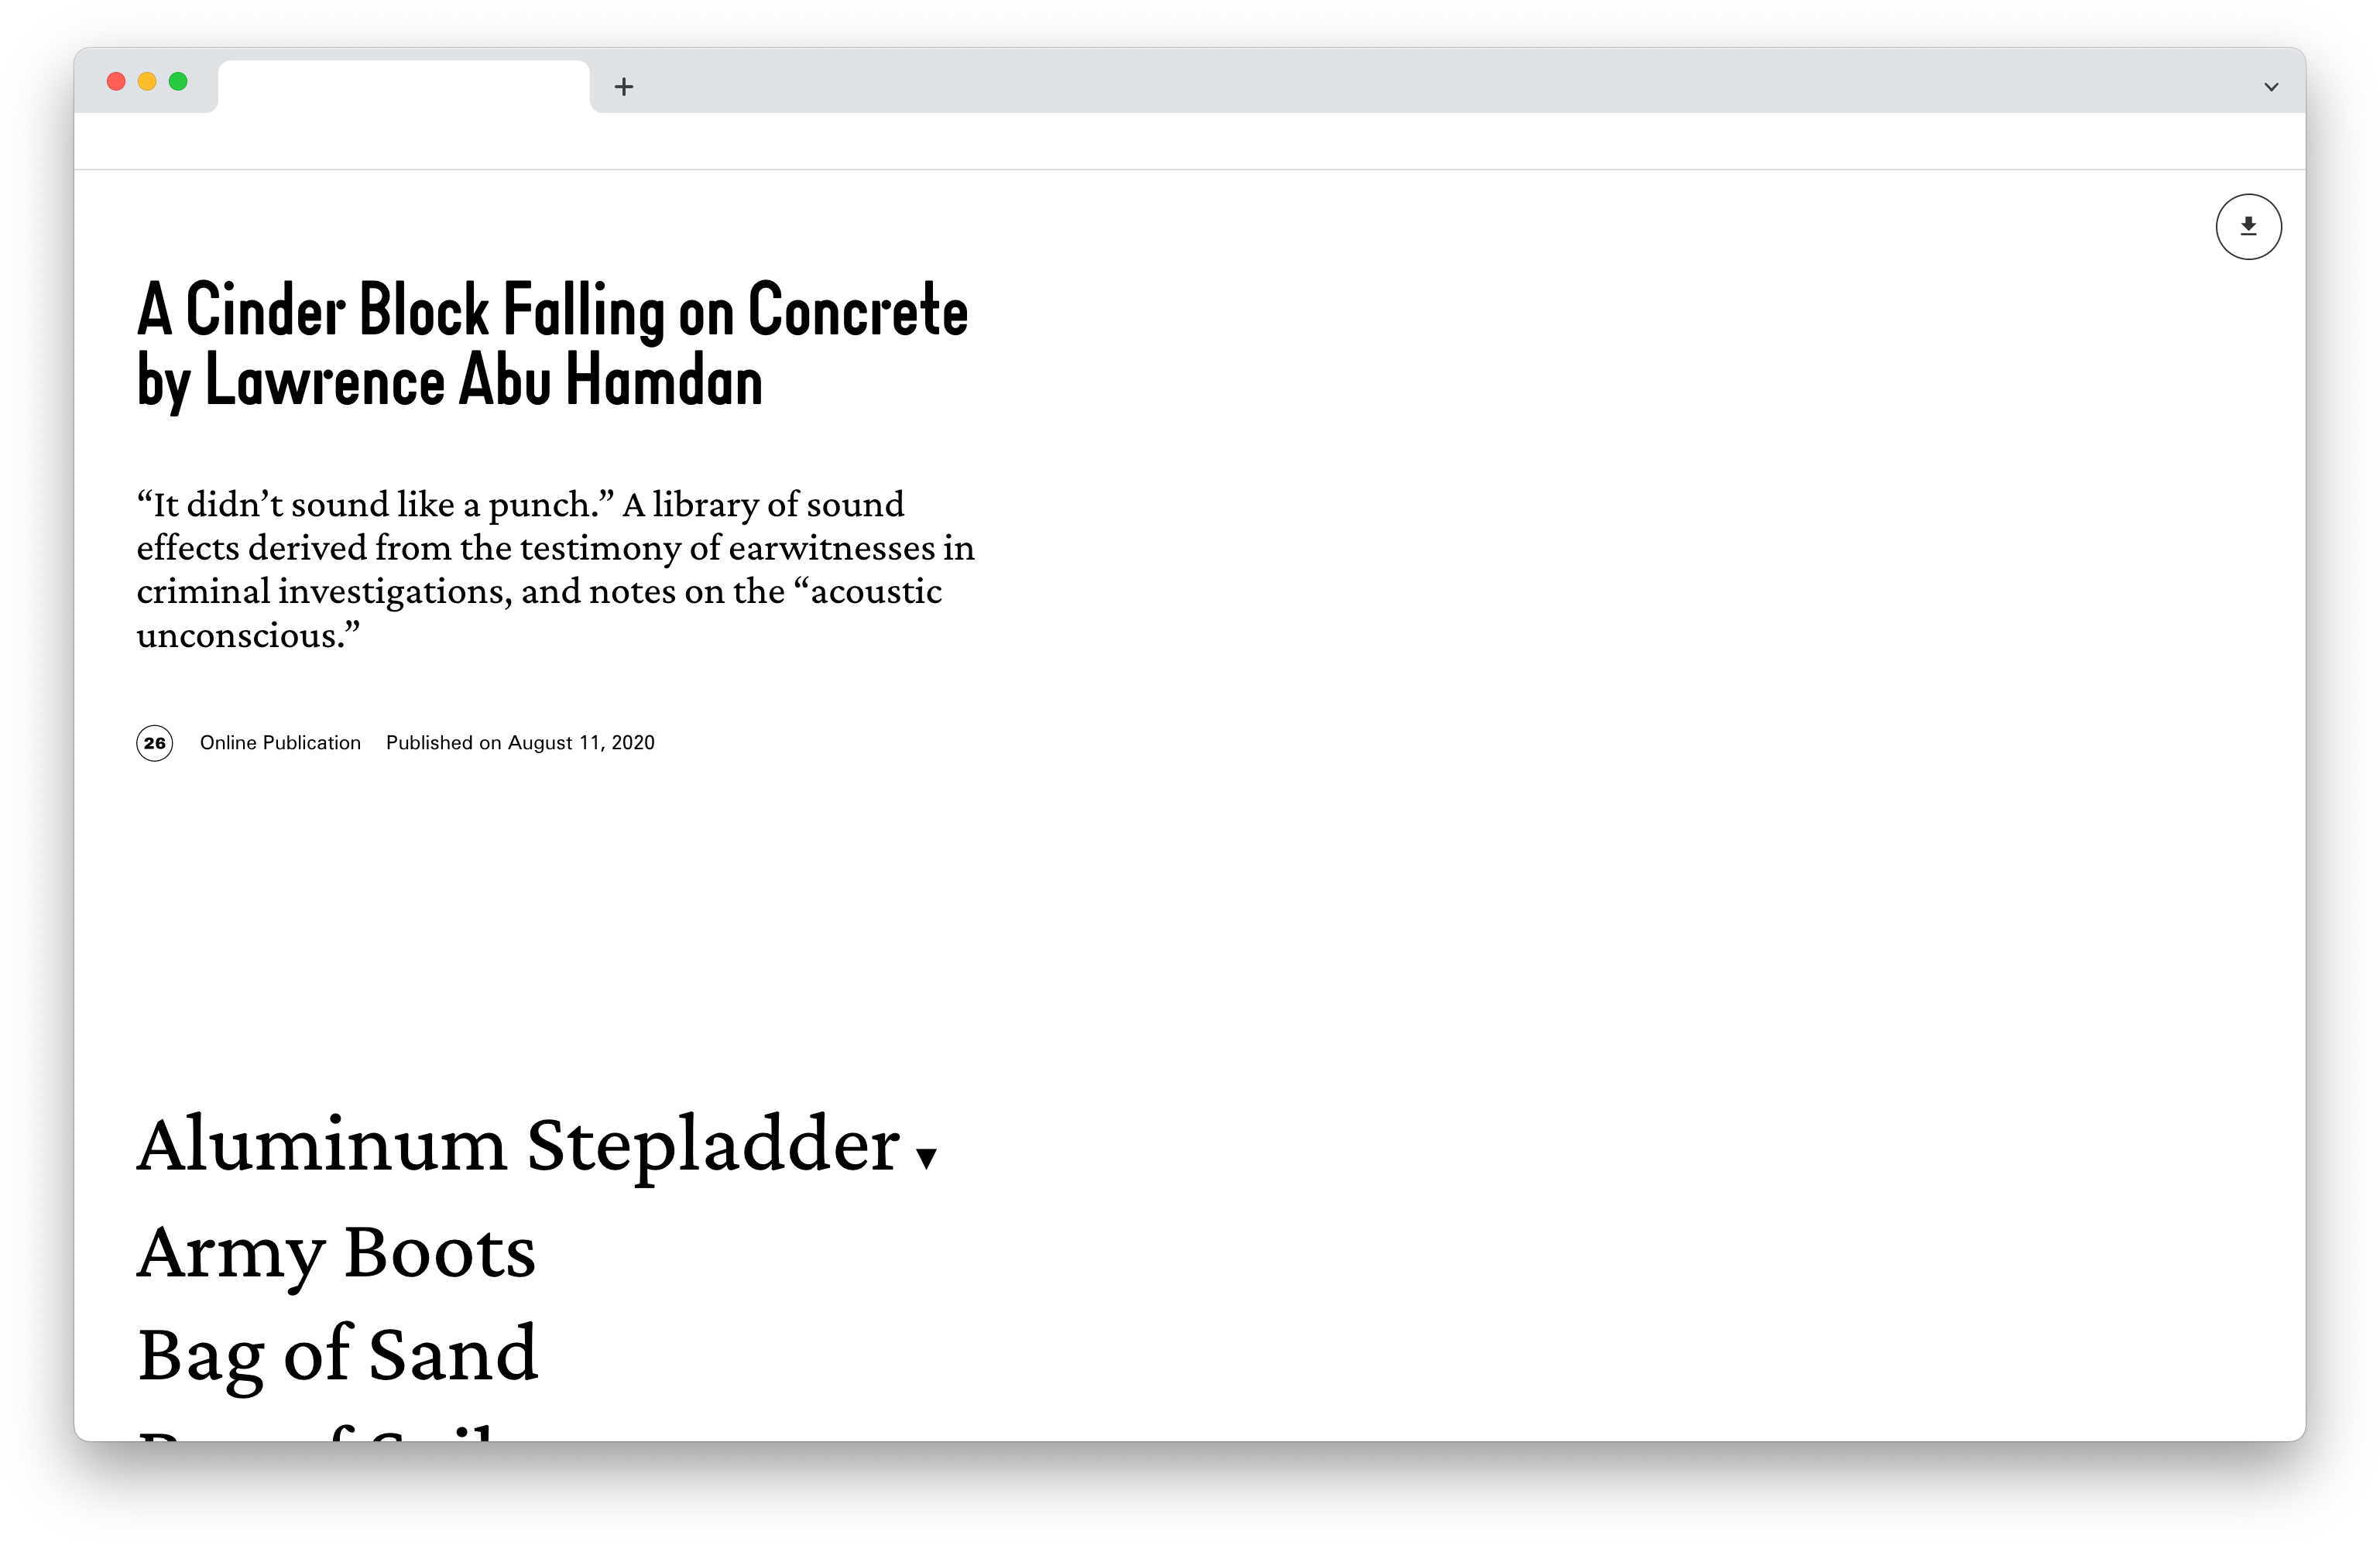 A Cinder Block Falling on Concrete
by Lawrence Abu Hamdan
“It didn’t sound like a punch.” A library of sound
effects derived from the testimony of earwitnesses in
criminal investigations, and notes on the “acoustic
unconscious.”
26 Online Publication Published on August 11, 2020
Aluminum Stepladder ▾
Army Boots
Bag of Sand